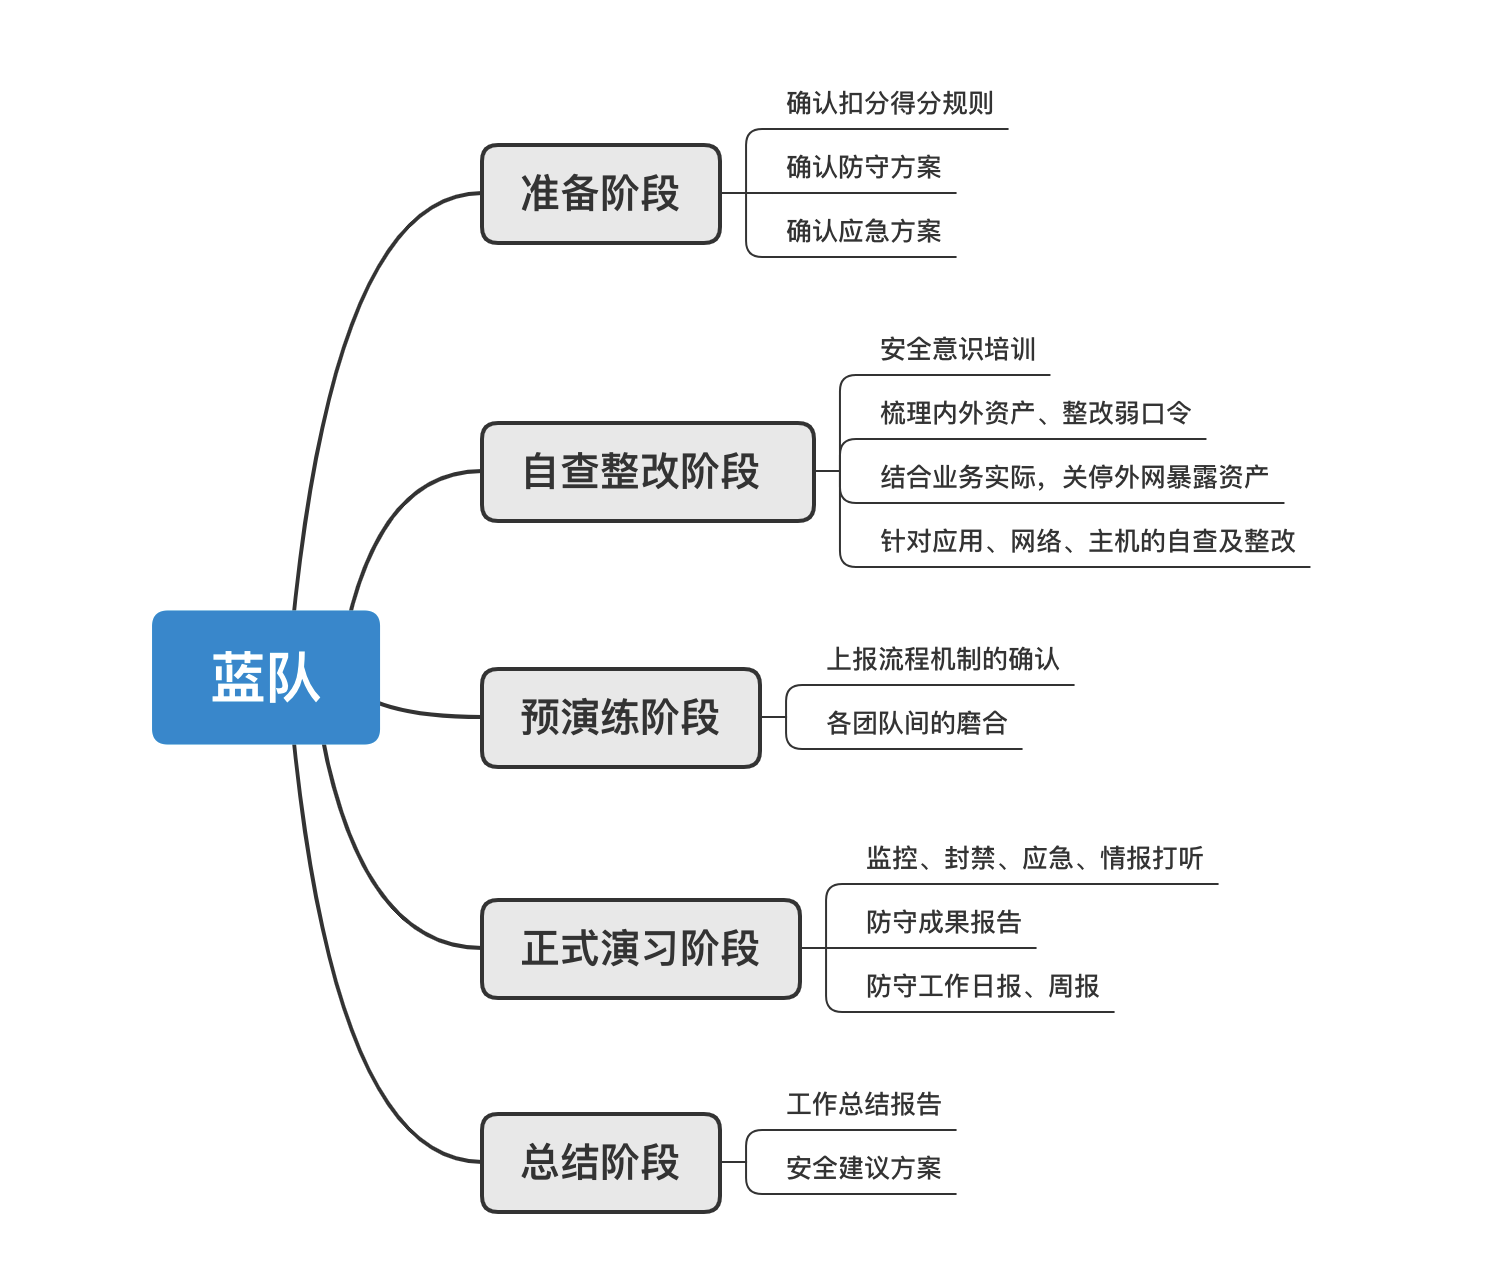 蓝队
准备阶段
确认扣分得分规则
确认防守方案
确认应急方案
自查整改阶段
安全意识培训
梳理内外资产、整改弱口令
结合业务实际，关停外网暴露资产
针对应用、网络、主机的自查及整改
预演练阶段
上报流程机制的确认
各团队间的磨合
正式演习阶段
监控、封禁、应急、情报打听
防守成果报告
防守工作日报、周报
总结阶段
工作总结报告
安全建议方案